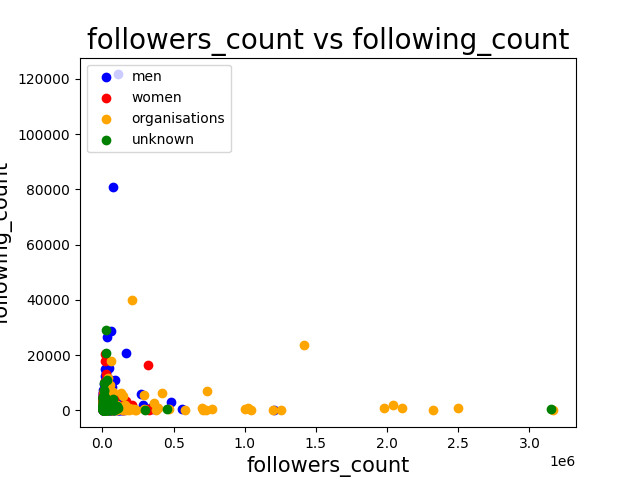 followers_count vs following_count
men
women
organisations
unknown
120000
100000
80000
60000
40000
20000
0
following_count
0.0 0.5 1.0 1.5 2.0 2.5 3.0
1e6
followers_count